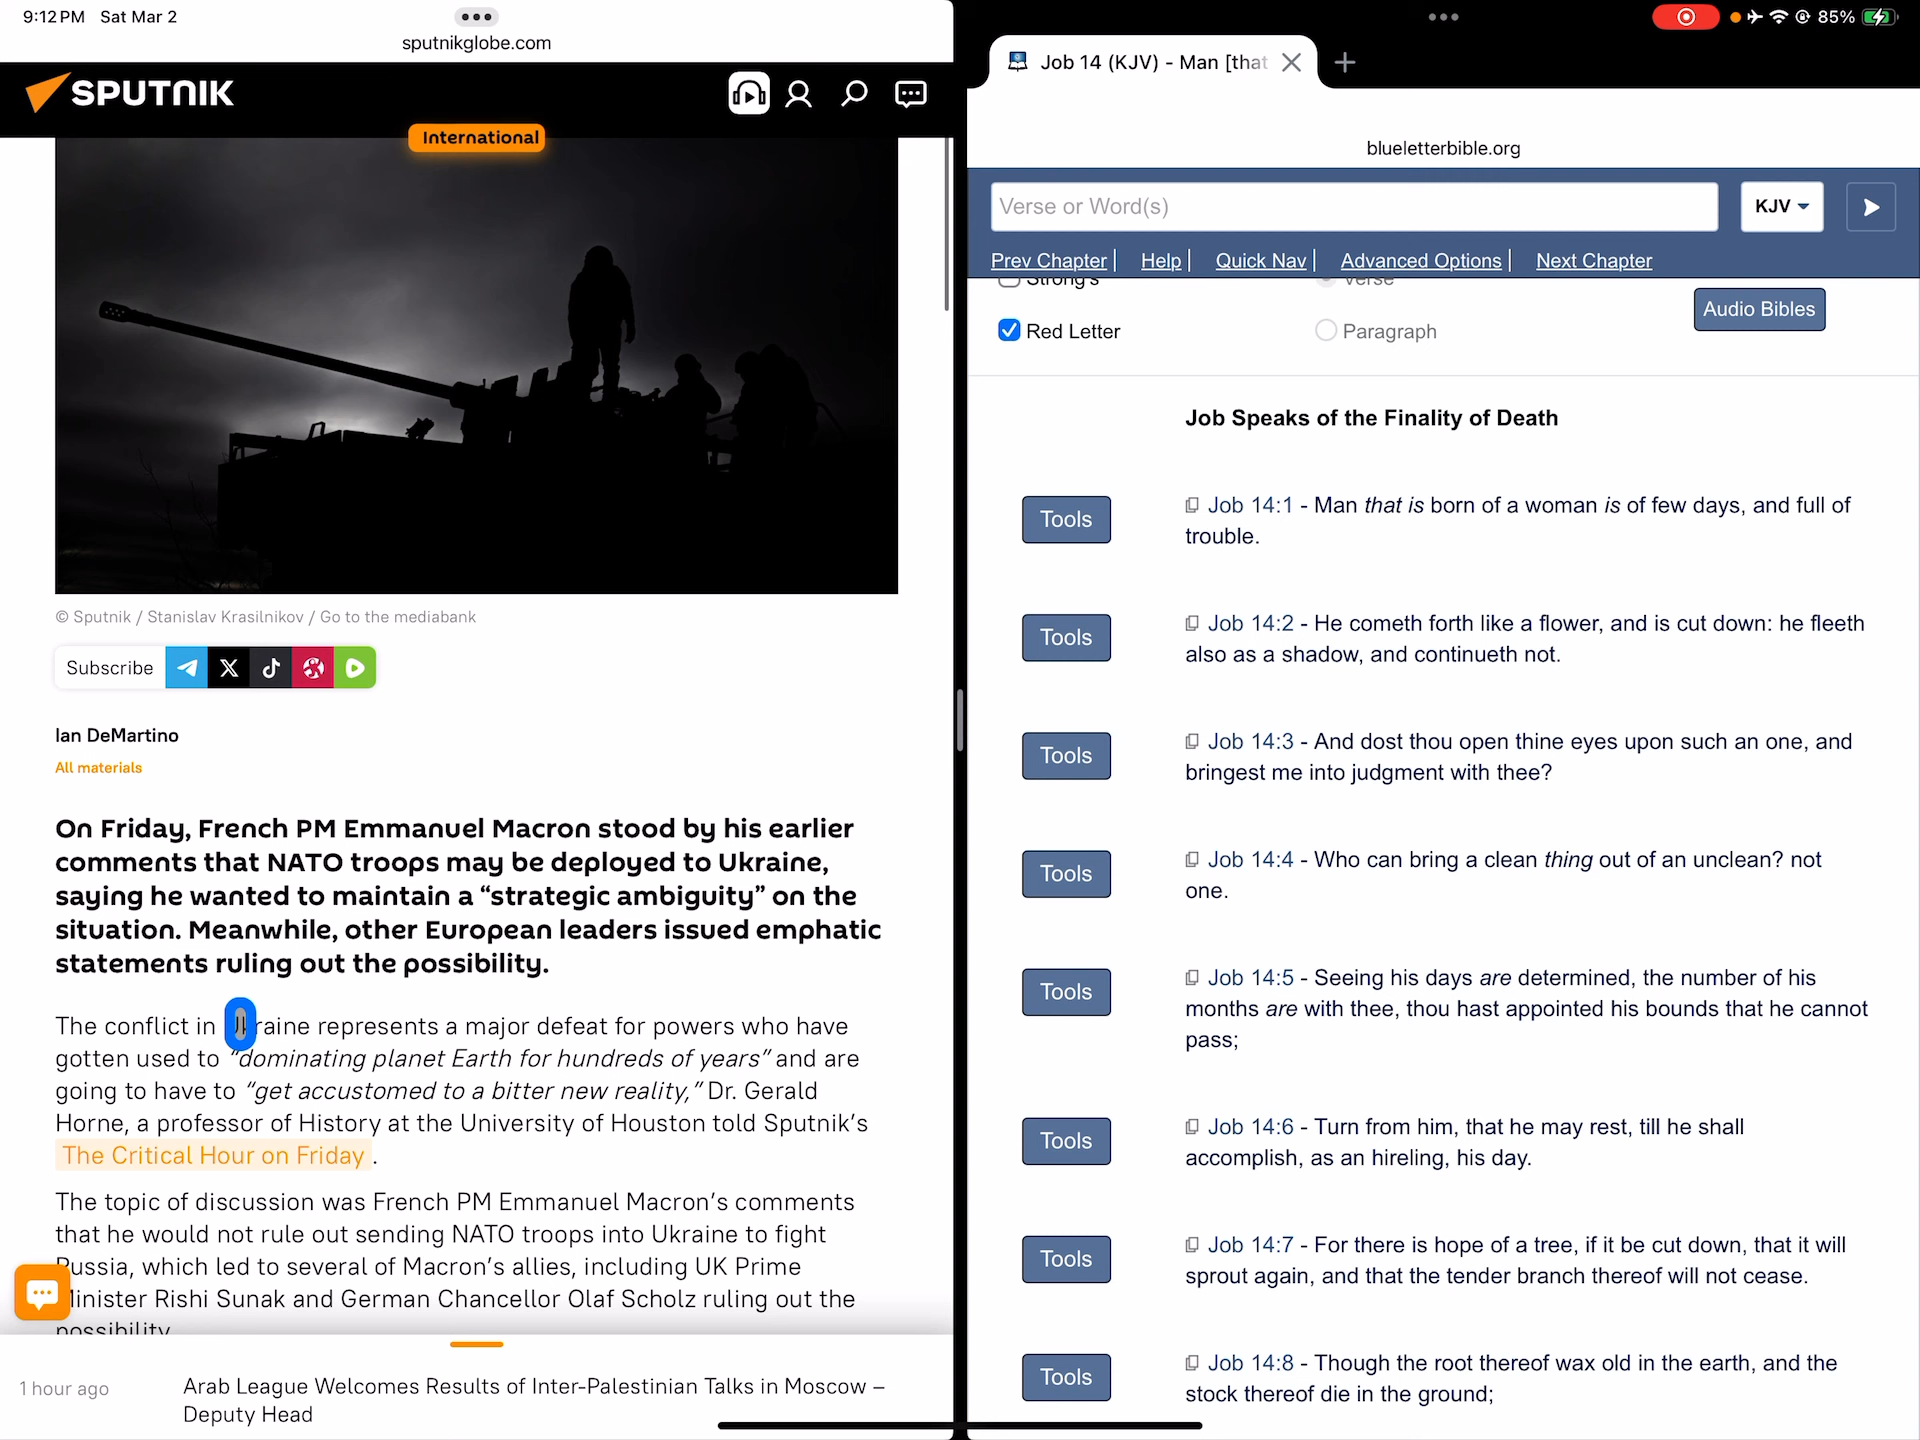 9:12 PM Sat Mar 2
sputnikglobe.com
SPUTNIK
International
© Sputnik / Stanislav Krasilnikov / Go to the mediabank
Subscribe
Ian DeMartino
All materials
On Friday, French PM Emmanuel Macron stood by his earlier
comments that NATO troops may be deployed to Ukraine,
saying he wanted to maintain a “strategic ambiguity” on the
situation. Meanwhile, other European leaders issued emphatic
statements ruling out the possibility.
The conflict in Ukraine represents a major defeat for powers who have
gotten used to “dominating planet Earth for hundreds of years” and are
going to have to “get accustomed to a bitter new reality,” Dr. Gerald
Horne, a professor of History at the University of Houston told Sputnik’s
The Critical Hour on Friday .
The topic of discussion was French PM Emmanuel Macron’s comments
that he would not rule out sending NATO troops into Ukraine to fight
Russia, which led to several of Macron’s allies, including UK Prime
Minister Rishi Sunak and German Chancellor Olaf Scholz ruling out the
possibility
1 hour ago
Arab League Welcomes Results of Inter-Palestinian Talks in Moscow –
Deputy Head
85%
Job 14 (KJV) - Man [that
blueletterbible.org
Verse or Word(s)
KJV
Prev Chapter | Help | Quick Nav | Advanced Options | Next Chapter
Strong's
Verse
Audio Bibles
Red Letter
Paragraph
Job Speaks of the Finality of Death
Tools
Job 14:1 - Man that is born of a woman is of few days, and full of
trouble.
Tools
Job 14:2 - He cometh forth like a flower, and is cut down: he fleeth
also as a shadow, and continueth not.
Tools
Job 14:3 - And dost thou open thine eyes upon such an one, and
bringest me into judgment with thee?
Tools
Job 14:4 - Who can bring a clean thing out of an unclean? not
one.
Tools
Job 14:5 - Seeing his days are determined, the number of his
months are with thee, thou hast appointed his bounds that he cannot
pass;
Tools
Job 14:6 - Turn from him, that he may rest, till he shall
accomplish, as an hireling, his day.
Tools
Job 14:7 - For there is hope of a tree, if it be cut down, that it will
sprout again, and that the tender branch thereof will not cease.
Tools
Job 14:8 - Though the root thereof wax old in the earth, and the
stock thereof die in the ground;